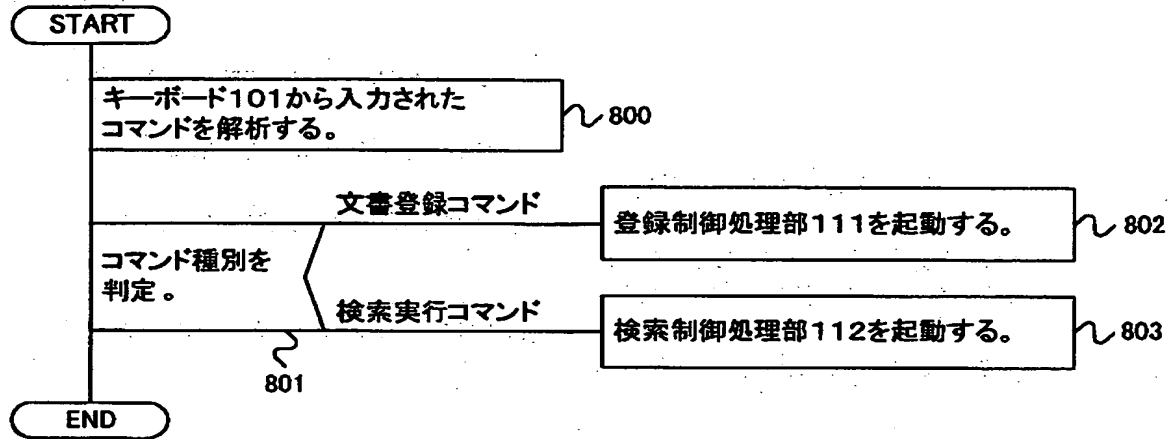 START
キーボード101から入力された
コマンドを解析する。
800
文書登録コマンド
登録制御処理部111を起動する。
802
コマンド種別を
判定。
検索実行コマンド
検索制御処理部112を起動する。
803
801
END